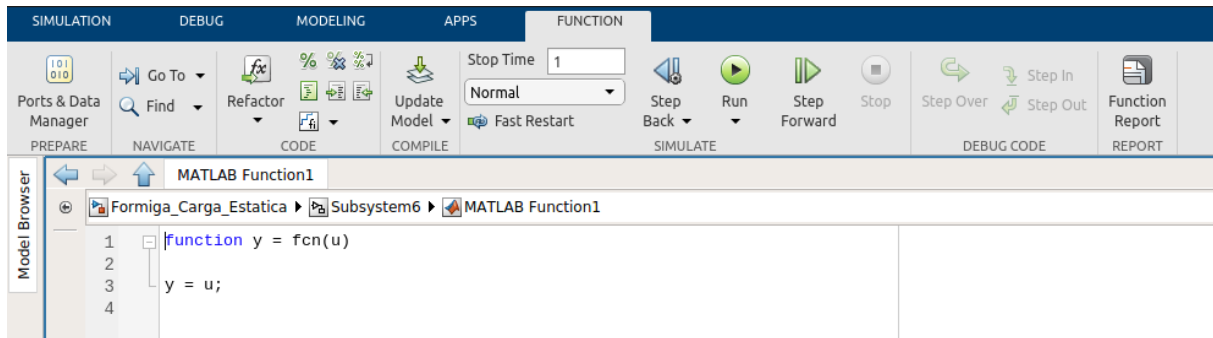 SIMULATION DEBUG MODELING APPS FUNCTION
Ports & Data Manager
Go To
Find
Refactor
Update Model
Stop Time 1
Normal
Fast Restart
Step Back
Run
Step Forward
Stop
Step Over
Step In
Step Out
Function Report
PREPARE NAVIGATE CODE COMPILE SIMULATE DEBUG CODE REPORT
Model Browser
MATLAB Function1
Formiga_Carga_Estatica Subsystem6 MATLAB Function1
1 function y = fcn(u)
2
3 y = u;
4